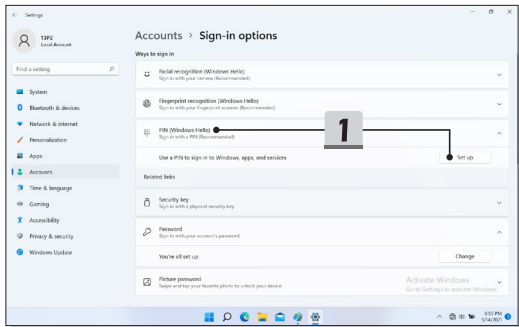 Settings
13P2
Local Account
Find a setting
System
Bluetooth & devices
Network & internet
Personalization
Apps
Accounts
Time & language
Gaming
Accessibility
Privacy & security
Windows Update
Accounts > Sign-in options
Ways to sign in
Facial recognition (Windows Hello)
Sign in with your camera (Recommended)
Fingerprint recognition (Windows Hello)
Sign in with your fingerprint scanner (Recommended)
PIN (Windows Hello)
Sign in with a PIN (Recommended)
1
Use a PIN to sign in to Windows, apps, and services
Set up
Related links
Security key
Sign in with a physical security key
Password
Sign in with your account's password
You're all set up
Change
Picture password
Swipe and tap your favorite photo to unlock your device
Activate Windows
Go to Settings to activate Windows.
6:55 PM
9/14/2021